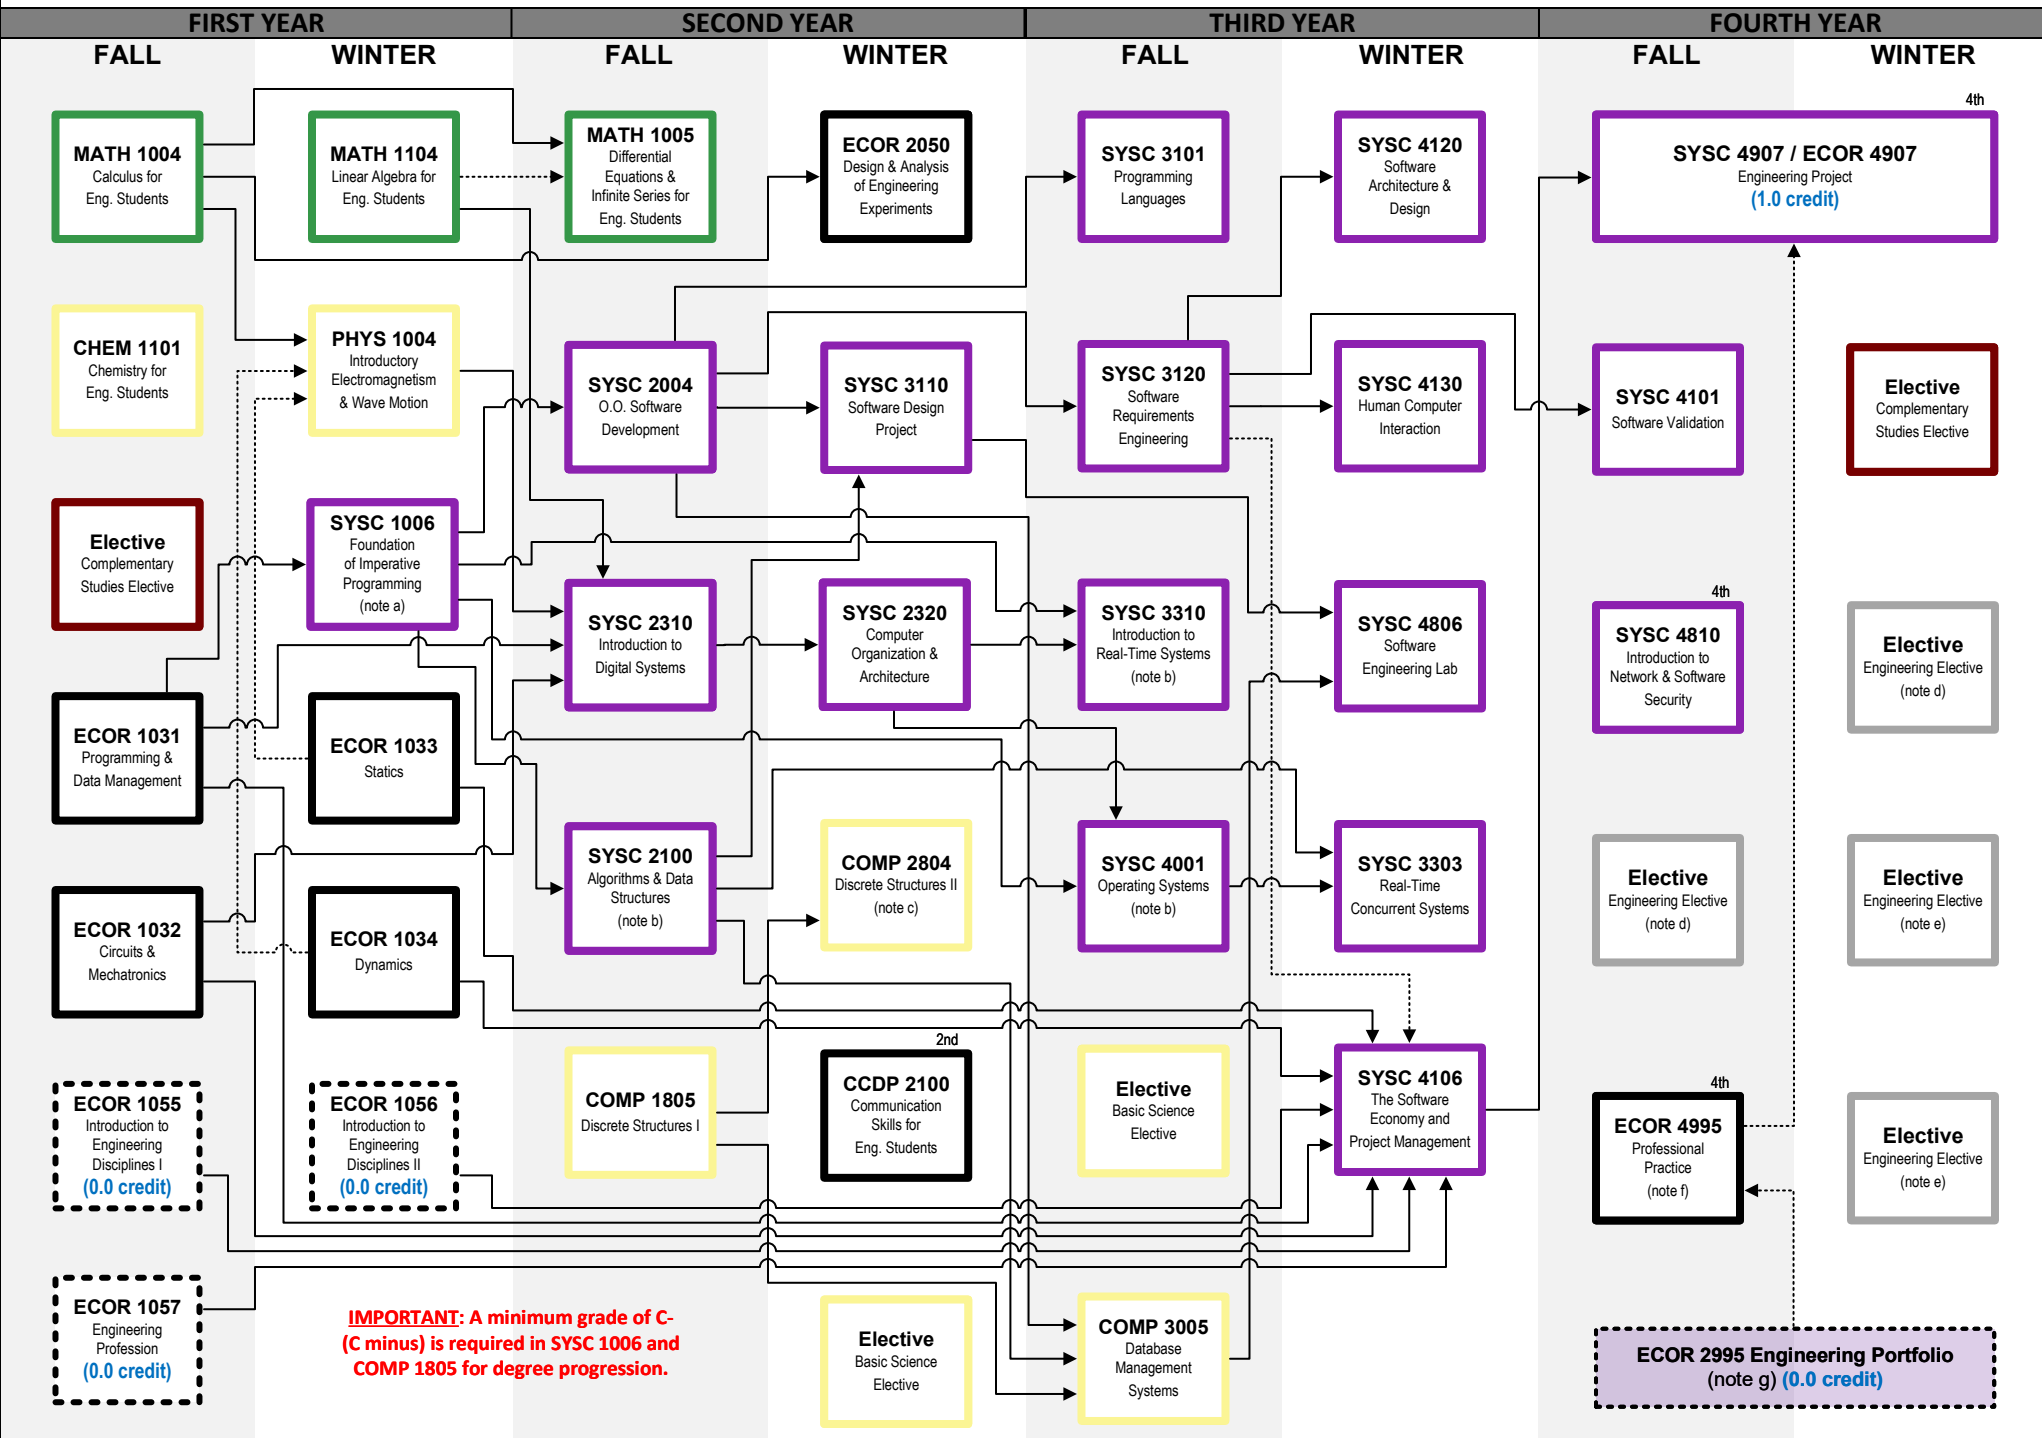 FIRST YEAR
SECOND YEAR
THIRD YEAR
FOURTH YEAR
FALL
WINTER
FALL
WINTER
FALL
WINTER
FALL
WINTER
MATH 1004
Calculus for
Eng. Students
MATH 1104
Linear Algebra for
Eng. Students
MATH 1005
Differential
Equations &
Infinite Series for
Eng. Students
ECOR 2050
Design & Analysis
of Engineering
Experiments
SYSC 3101
Programming
Languages
SYSC 4120
Software
Architecture &
Design
4th
SYSC 4907 / ECOR 4907
Engineering Project
(1.0 credit)
CHEM 1101
Chemistry for
Eng. Students
PHYS 1004
Introductory
Electromagnetism
& Wave Motion
SYSC 2004
O.O. Software
Development
SYSC 3110
Software Design
Project
SYSC 3120
Software
Requirements
Engineering
SYSC 4130
Human Computer
Interaction
SYSC 4101
Software Validation
Elective
Complementary
Studies Elective
Elective
Complementary
Studies Elective
SYSC 1006
Foundation
of Imperative
Programming
(note a)
SYSC 2310
Introduction to
Digital Systems
SYSC 2320
Computer
Organization &
Architecture
SYSC 3310
Introduction to
Real-Time Systems
(note b)
SYSC 4806
Software
Engineering Lab
4th
SYSC 4810
Introduction to
Network & Software
Security
Elective
Engineering Elective
(note d)
ECOR 1031
Programming &
Data Management
ECOR 1033
Statics
SYSC 2100
Algorithms & Data
Structures
(note b)
COMP 2804
Discrete Structures II
(note c)
SYSC 4001
Operating Systems
(note b)
SYSC 3303
Real-Time
Concurrent Systems
Elective
Engineering Elective
(note d)
Elective
Engineering Elective
(note e)
ECOR 1032
Circuits &
Mechatronics
ECOR 1034
Dynamics
COMP 1805
Discrete Structures I
2nd
CCDP 2100
Communication
Skills for
Eng. Students
Elective
Basic Science
Elective
SYSC 4106
The Software
Economy and
Project Management
4th
ECOR 4995
Professional
Practice
(note f)
Elective
Engineering Elective
(note e)
ECOR 1055
Introduction to
Engineering
Disciplines I
(0.0 credit)
ECOR 1056
Introduction to
Engineering
Disciplines II
(0.0 credit)
ECOR 1057
Engineering
Profession
(0.0 credit)
IMPORTANT: A minimum grade of C-
(C minus) is required in SYSC 1006 and
COMP 1805 for degree progression.
Elective
Basic Science
Elective
COMP 3005
Database
Management
Systems
ECOR 2995 Engineering Portfolio
(note g) (0.0 credit)